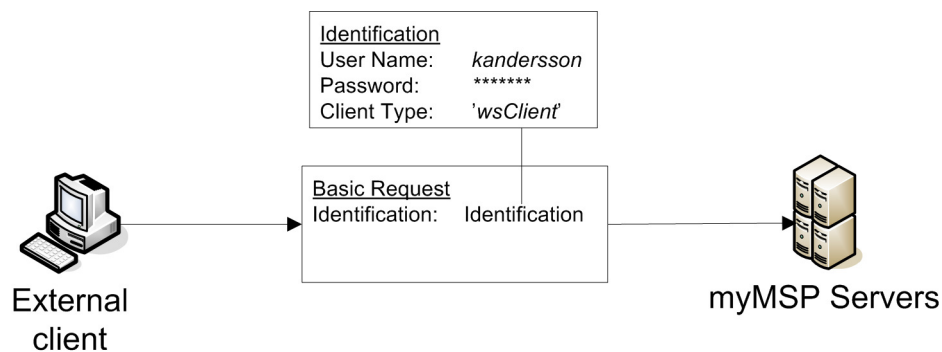 Identification
User Name: kandersson
Password: *******
Client Type: 'wsClient'
Basic Request
Identification: Identification
External
client
myMSP Servers